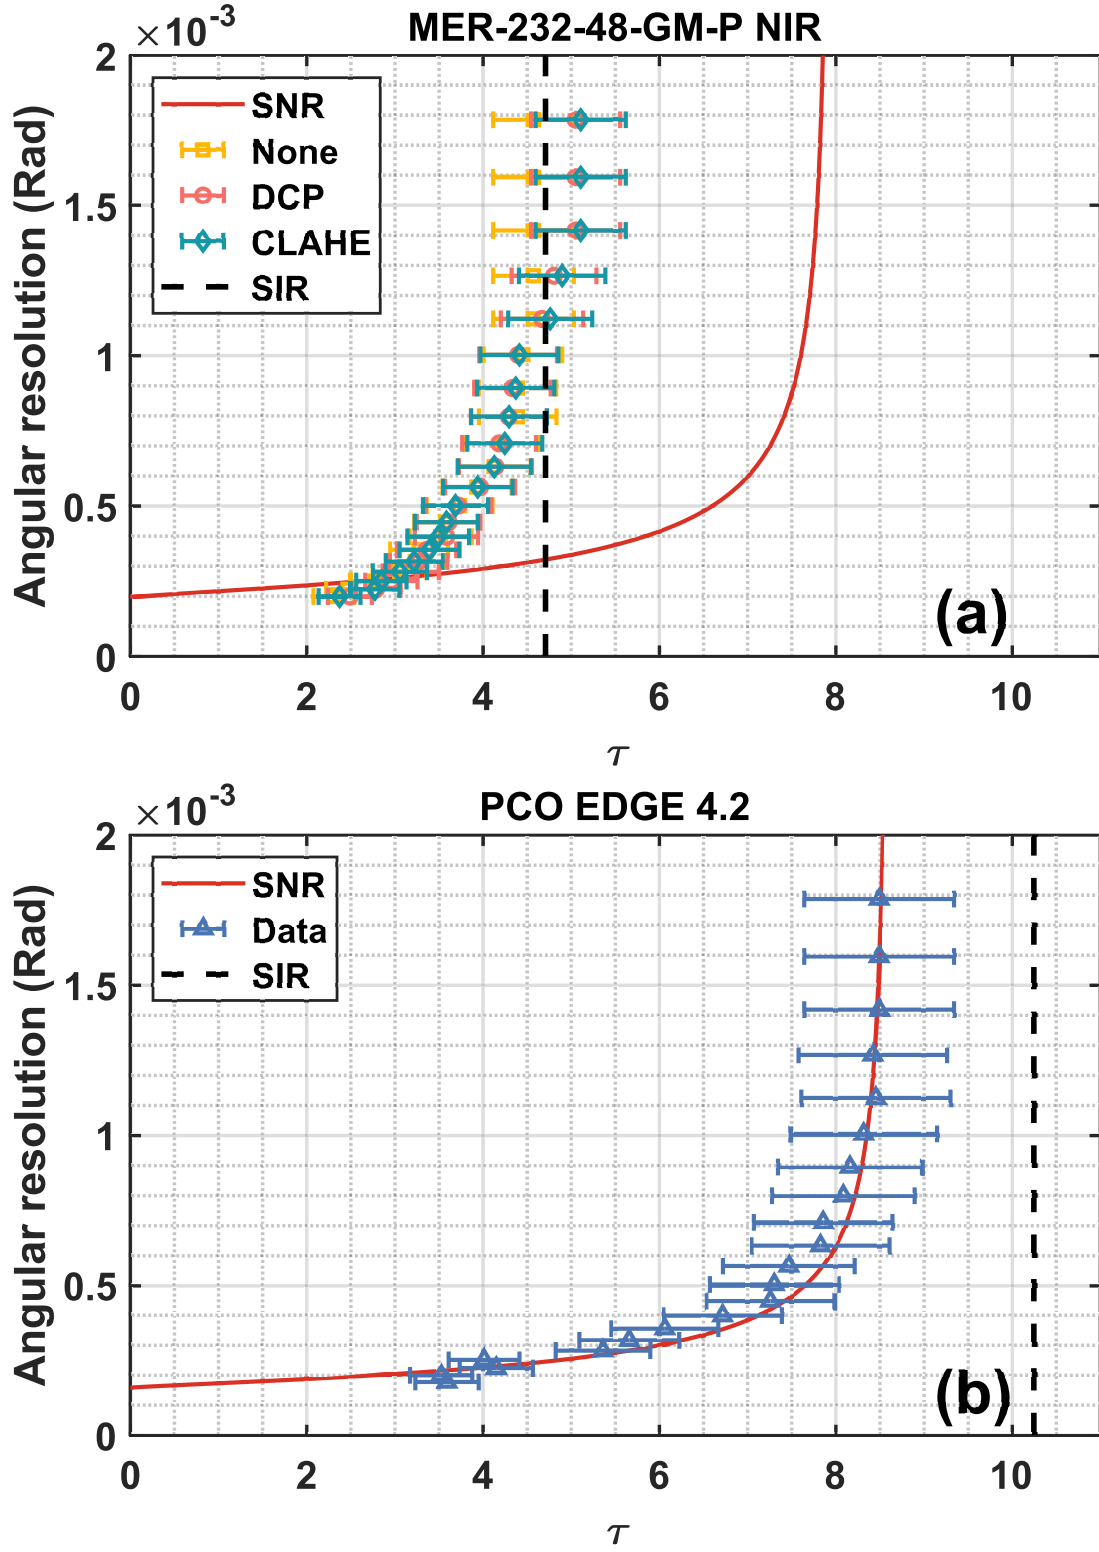 ×10⁻³
MER-232-48-GM-P NIR
2
1.5
1
0.5
0
Angular resolution (Rad)
SNR
None
DCP
CLAHE
SIR
(a)
0 2 4 6 8 10
τ
×10⁻³
PCO EDGE 4.2
2
1.5
1
0.5
0
Angular resolution (Rad)
SNR
Data
SIR
(b)
0 2 4 6 8 10
τ